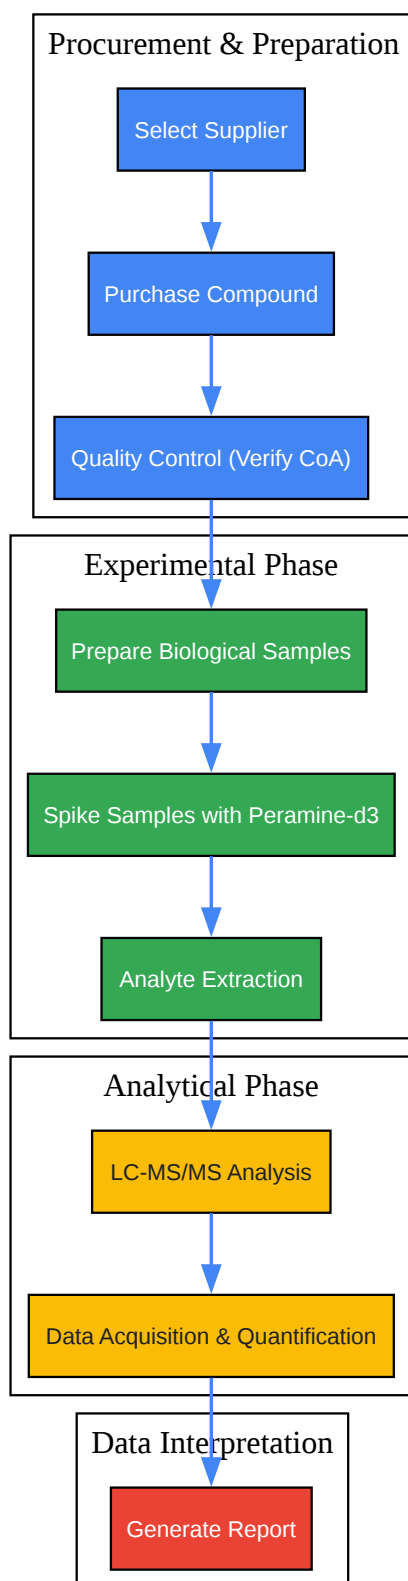 Procurement & Preparation
Select Supplier
Purchase Compound
Quality Control (Verify CoA)
Experimental Phase
Prepare Biological Samples
Spike Samples with Peramine-d3
Analyte Extraction
Analytical Phase
LC-MS/MS Analysis
Data Acquisition & Quantification
Data Interpretation
Generate Report